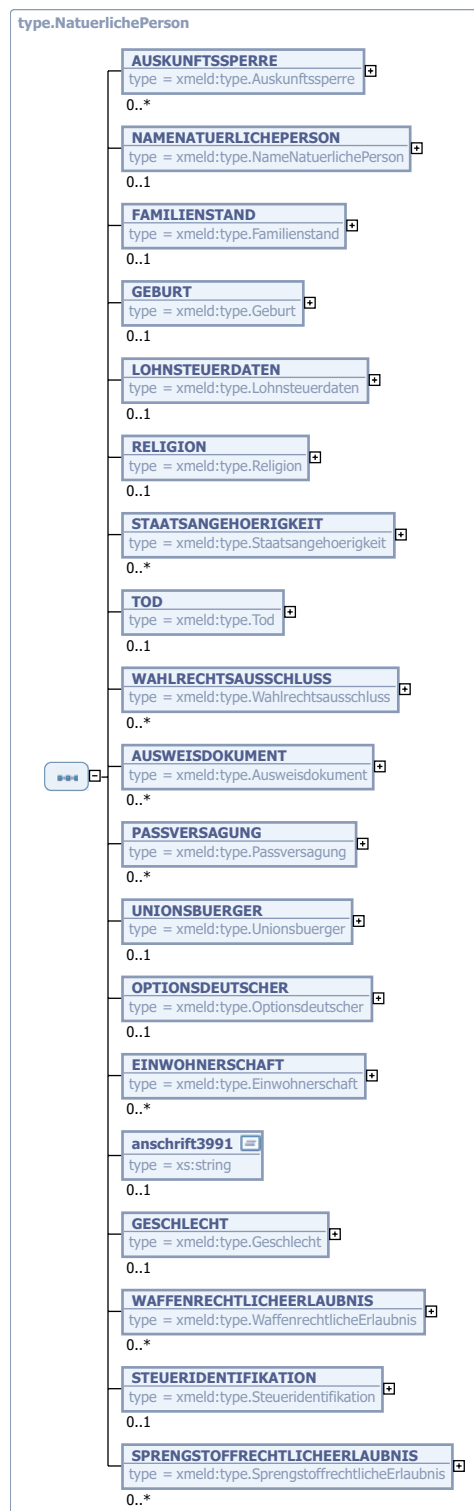 type.NatuerlichePerson
AUSKUNFTSSPERRE
type = xmeld:type.Auskunftssperre
0..*
NAMENATUERLICHEPERSON
type = xmeld:type.NameNatuerlichePerson
0..1
FAMILIENSTAND
type = xmeld:type.Familienstand
0..1
GEBURT
type = xmeld:type.Geburt
0..1
LOHNSTEUERDATEN
type = xmeld:type.Lohnsteuerdaten
0..1
RELIGION
type = xmeld:type.Religion
0..1
STAATSANGEHOERIGKEIT
type = xmeld:type.Staatsangehoerigkeit
0..*
TOD
type = xmeld:type.Tod
0..1
WAHLRECHTSAUSSCHLUSS
type = xmeld:type.Wahlrechtsausschluss
0..*
AUSWEISDOKUMENT
type = xmeld:type.Ausweisdokument
0..*
PASSVERSAGUNG
type = xmeld:type.Passversagung
0..*
UNIONSBUERGER
type = xmeld:type.Unionsbuerger
0..1
OPTIONSDEUTSCHER
type = xmeld:type.Optionsdeutscher
0..1
EINWOHNERSCHAFT
type = xmeld:type.Einwohnerschaft
0..*
anschrift3991
type = xs:string
0..1
GESCHLECHT
type = xmeld:type.Geschlecht
0..1
WAFFENRECHTLICHEERLAUBNIS
type = xmeld:type.WaffenrechtlicheErlaubnis
0..*
STEUERIDENTIFIKATION
type = xmeld:type.Steueridentifikation
0..1
SPRENGSTOFFRECHTLICHEERLAUBNIS
type = xmeld:type.SprengstoffrechtlicheErlaubnis
0..*